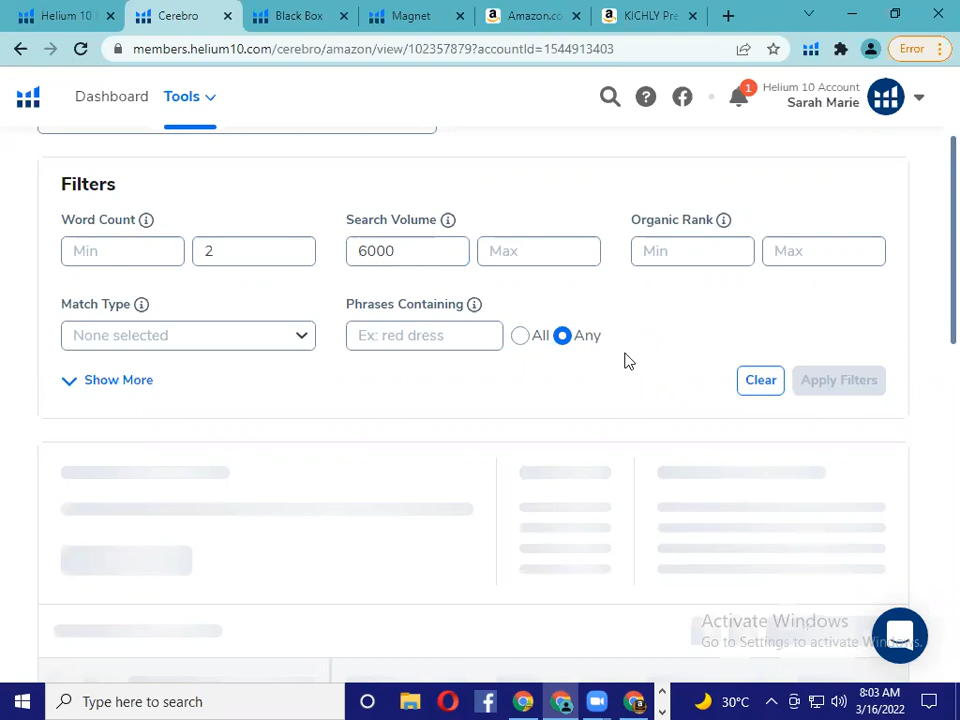 Helium 10
Cerebro
Black Box
Magnet
Amazon.co
KICHLY Pre
members.helium10.com/cerebro/amazon/view/102357879?accountId=1544913403
Error
Dashboard
Tools
1
Helium 10 Account
Sarah Marie
Filters
Word Count
Search Volume
Organic Rank
Min
2
6000
Max
Min
Max
Match Type
Phrases Containing
None selected
Ex: red dress
All
Any
Show More
Clear
Apply Filters
Activate Windows
Go to Settings to activate Windows.
Type here to search
30°C
8:03 AM
3/16/2022